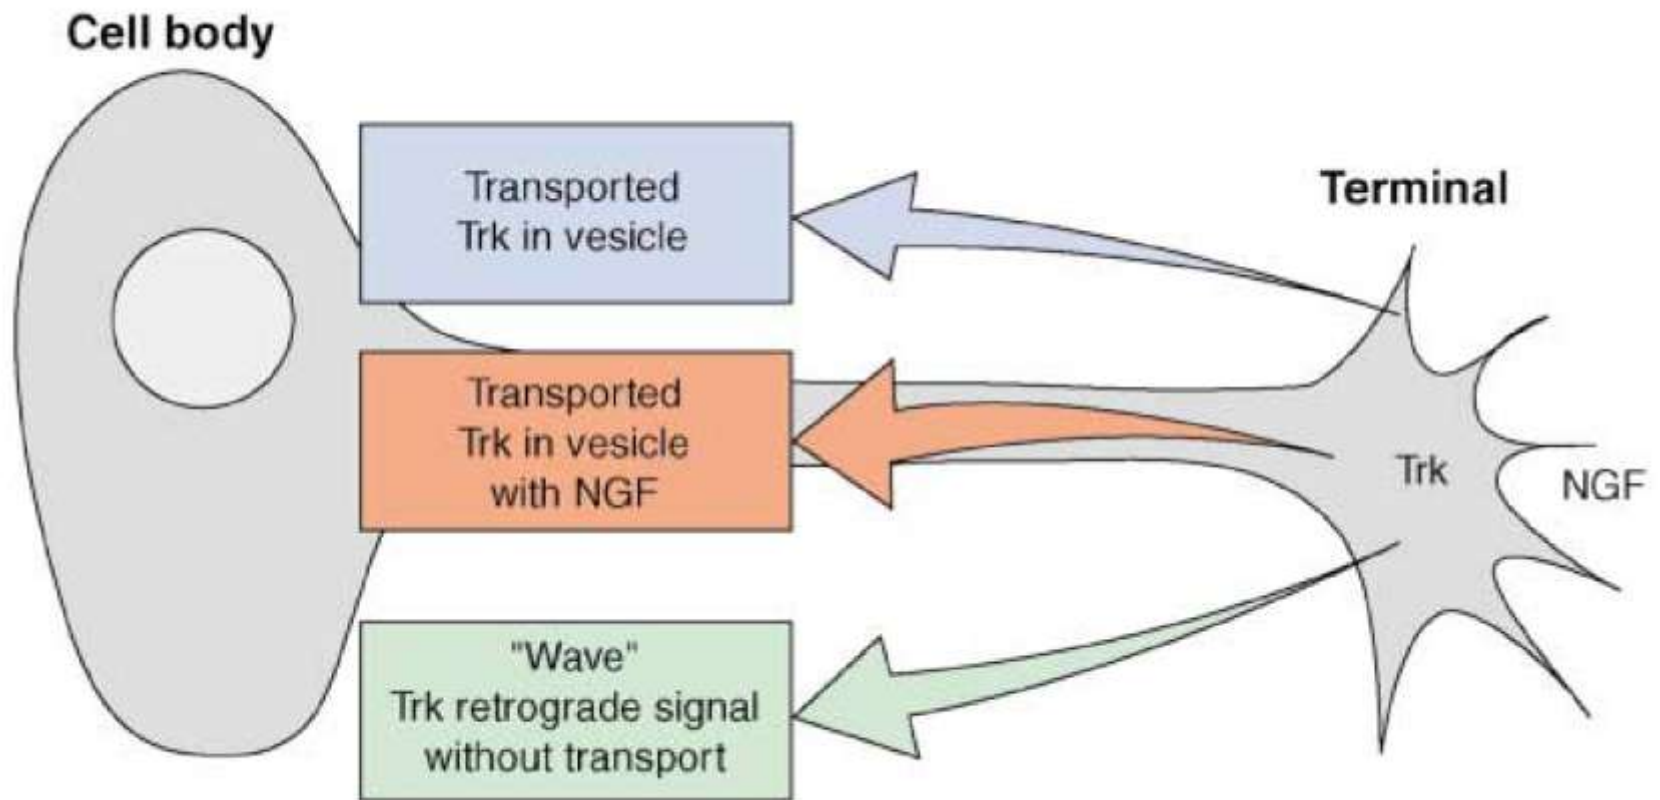 Cell body
Transported
Trk in vesicle
Terminal
Transported
Trk in vesicle
with NGF
Trk
NGF
"Wave"
Trk retrograde signal
without transport